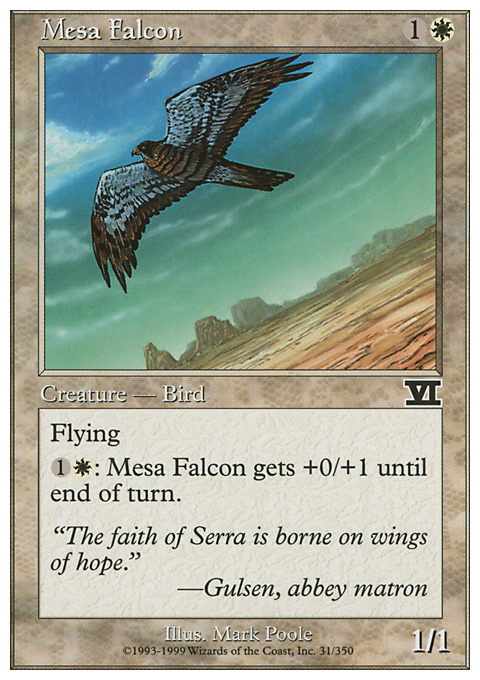 Mesa Falcon 1
Creature — Bird VI
Flying
1: Mesa Falcon gets +0/+1 until
end of turn.
“The faith of Serra is borne on wings
of hope.”
—Gulsen, abbey matron
Illus. Mark Poole
1/1
©1993-1999 Wizards of the Coast, Inc. 31/350